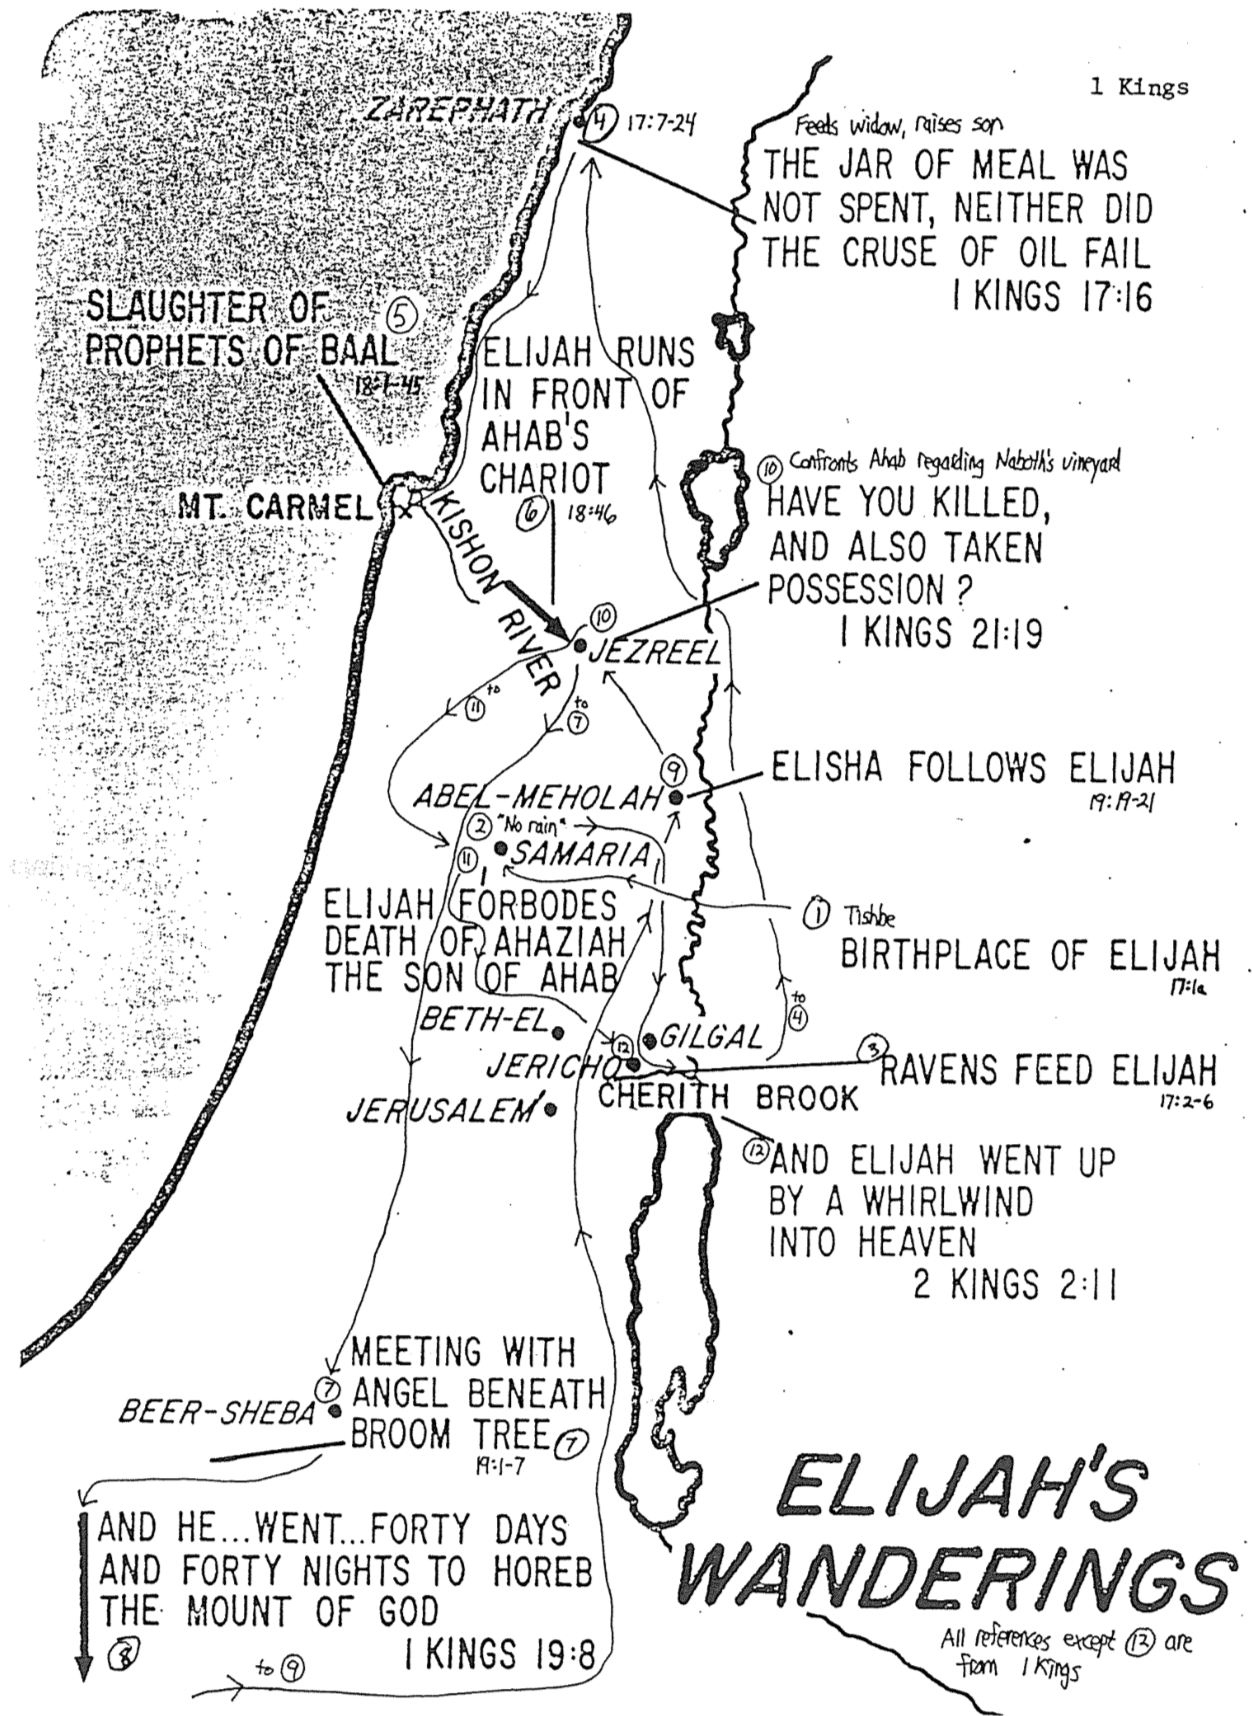 1 Kings
ZAREPHATH
4 17:7-24
Feeds widow, raises son
THE JAR OF MEAL WAS
NOT SPENT, NEITHER DID
THE CRUSE OF OIL FAIL
1 KINGS 17:16
SLAUGHTER OF
PROPHETS OF BAAL
5
18:1-45
ELIJAH RUNS
IN FRONT OF
AHAB'S
CHARIOT
6 18:46
MT. CARMEL
KISHON RIVER
10 Confronts Ahab regarding Naboth's vineyard
HAVE YOU KILLED,
AND ALSO TAKEN
POSSESSION?
1 KINGS 21:19
10
JEZREEL
to
11
to
7
9
ELISHA FOLLOWS ELIJAH
19:19-21
ABEL-MEHOLAH
2 "No rain"
SAMARIA
11
1 Tishbe
BIRTHPLACE OF ELIJAH
17:1a
ELIJAH FORBODES
DEATH OF AHAZIAH
THE SON OF AHAB
to
4
BETH-EL
GILGAL
12
JERICHO
3
RAVENS FEED ELIJAH
17:2-6
CHERITH BROOK
JERUSALEM
12 AND ELIJAH WENT UP
BY A WHIRLWIND
INTO HEAVEN
2 KINGS 2:11
7
BEER-SHEBA
MEETING WITH
ANGEL BENEATH
BROOM TREE 7
19:1-7
AND HE...WENT...FORTY DAYS
AND FORTY NIGHTS TO HOREB
THE MOUNT OF GOD
8
1 KINGS 19:8
to 9
ELIJAH'S
WANDERINGS
All references except 12 are
from 1 Kings